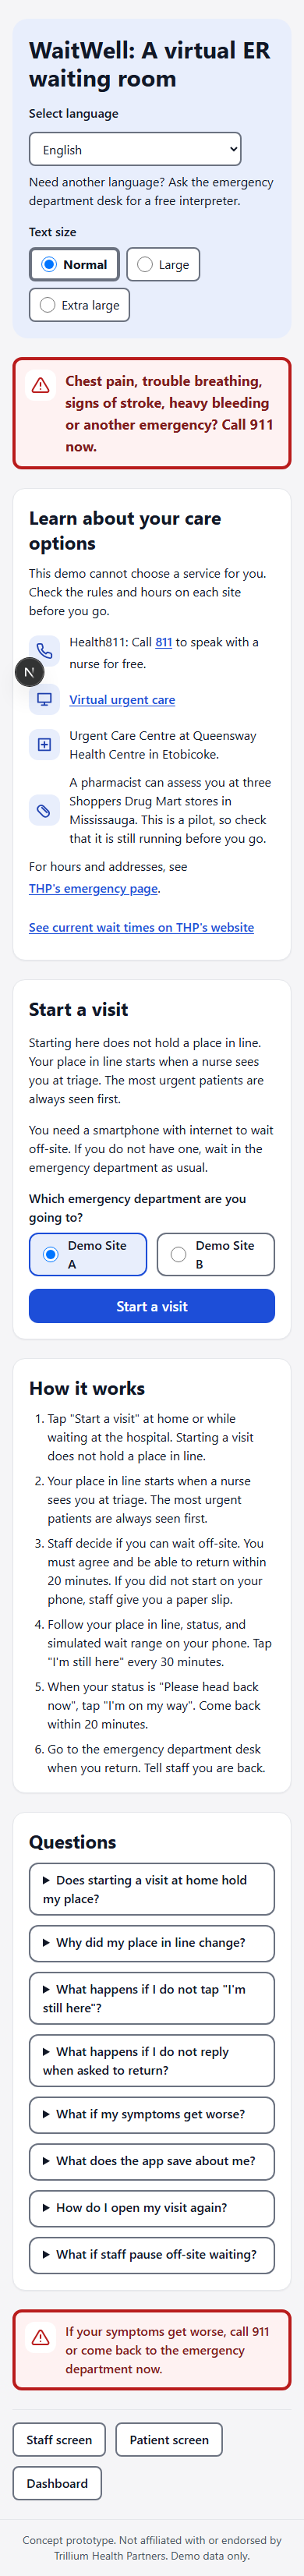 WaitWell: A virtual ER
waiting room
Select language
English
Need another language? Ask the emergency
department desk for a free interpreter.
Text size
Normal
Large
Extra large
Chest pain, trouble breathing,
signs of stroke, heavy bleeding
or another emergency? Call 911
now.
Learn about your care
options
This demo cannot choose a service for you.
Check the rules and hours on each site
before you go.
Health811: Call 811 to speak with a
nurse for free.
N
Virtual urgent care
Urgent Care Centre at Queensway
Health Centre in Etobicoke.
A pharmacist can assess you at three
Shoppers Drug Mart stores in
Mississauga. This is a pilot, so check
that it is still running before you go.
For hours and addresses, see
THP's emergency page.
See current wait times on THP's website
Start a visit
Starting here does not hold a place in line.
Your place in line starts when a nurse sees
you at triage. The most urgent patients are
always seen first.
You need a smartphone with internet to wait
off-site. If you do not have one, wait in the
emergency department as usual.
Which emergency department are you
going to?
Demo Site
A
Demo Site
B
Start a visit
How it works
1. Tap "Start a visit" at home or while
waiting at the hospital. Starting a visit
does not hold a place in line.
2. Your place in line starts when a nurse
sees you at triage. The most urgent
patients are always seen first.
3. Staff decide if you can wait off-site. You
must agree and be able to return within
20 minutes. If you did not start on your
phone, staff give you a paper slip.
4. Follow your place in line, status, and
simulated wait range on your phone. Tap
"I'm still here" every 30 minutes.
5. When your status is "Please head back
now", tap "I'm on my way". Come back
within 20 minutes.
6. Go to the emergency department desk
when you return. Tell staff you are back.
Questions
Does starting a visit at home hold
my place?
Why did my place in line change?
What happens if I do not tap "I'm
still here"?
What happens if I do not reply
when asked to return?
What if my symptoms get worse?
What does the app save about me?
How do I open my visit again?
What if staff pause off-site waiting?
If your symptoms get worse, call 911
or come back to the emergency
department now.
Staff screen
Patient screen
Dashboard
Concept prototype. Not affiliated with or endorsed by
Trillium Health Partners. Demo data only.